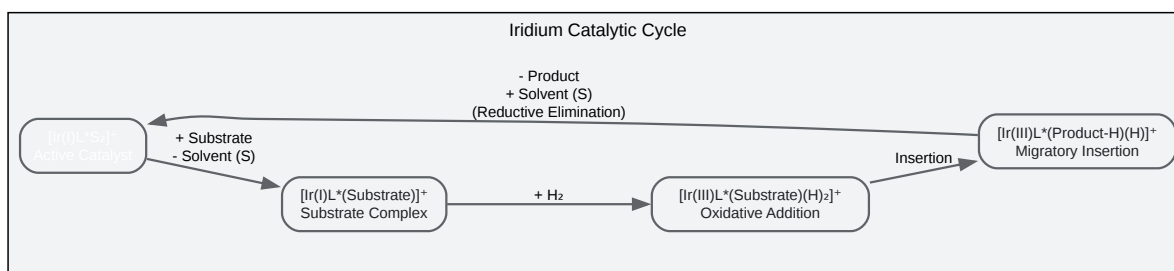 Iridium Catalytic Cycle
- Product
+ Solvent (S)
(Reductive Elimination)
[Ir(I)L*S₂]⁺
Active Catalyst
+ Substrate
- Solvent (S)
[Ir(I)L*(Substrate)]⁺
Substrate Complex
+ H₂
[Ir(III)L*(Substrate)(H)₂]⁺
Oxidative Addition
Insertion
[Ir(III)L*(Product-H)(H)]⁺
Migratory Insertion